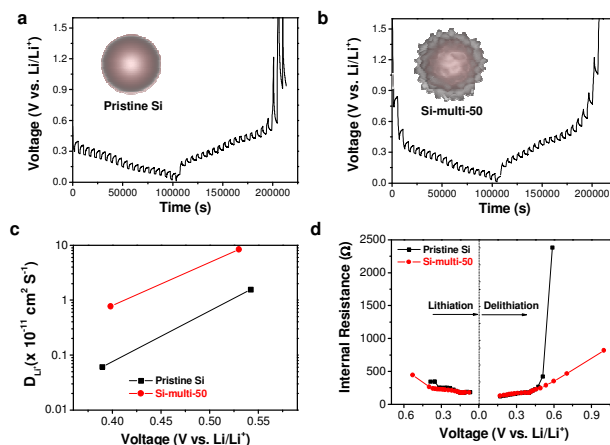 a
Voltage (V vs. Li/Li⁺)
1.5
1.2
0.9
0.6
0.3
0.0
Pristine Si
0 50000 100000 150000 200000
Time (s)
b
Voltage (V vs. Li/Li⁺)
1.5
1.2
0.9
0.6
0.3
0.0
Si-multi-50
0 50000 100000 150000 200000
Time (s)
c
D_Li⁺(x 10⁻¹¹ cm² S⁻¹)
10
1
0.1
0.01
Pristine Si
Si-multi-50
0.40 0.45 0.50 0.55
Voltage (V vs. Li/Li⁺)
d
Internal Resistance (Ω)
2500
2000
1500
1000
500
0
Pristine Si
Si-multi-50
Lithiation
Delithiation
0.6 0.3 0.0 0.3 0.6 0.9
Voltage (V vs. Li/Li⁺)